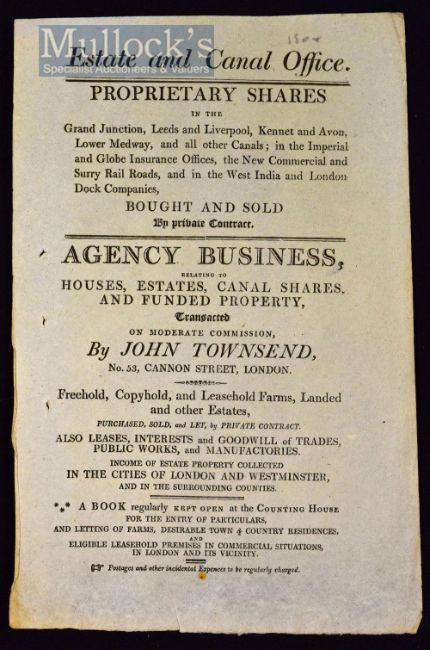 Mullock's
Specialist Auctioneers & Valuers
Estate and Canal Office.
PROPRIETARY SHARES
IN THE
Grand Junction, Leeds and Liverpool, Kennet and Avon,
Lower Medway, and all other Canals; in the Imperial
and Globe Insurance Offices, the New Commercial and
Surry Rail Roads, and in the West India and London
Dock Companies,
BOUGHT AND SOLD
By private Contract.
AGENCY BUSINESS,
RELATING TO
HOUSES, ESTATES, CANAL SHARES,
AND FUNDED PROPERTY,
Transacted
ON MODERATE COMMISSION,
By JOHN TOWNSEND,
No. 53, CANNON STREET, LONDON.
Freehold, Copyhold, and Leasehold Farms, Landed
and other Estates,
PURCHASED, SOLD, and LET, by PRIVATE CONTRACT.
ALSO LEASES, INTERESTS and GOODWILL of TRADES,
PUBLIC WORKS, and MANUFACTORIES.
INCOME OF ESTATE PROPERTY COLLECTED
IN THE CITIES OF LONDON AND WESTMINSTER,
AND IN THE SURROUNDING COUNTIES.
*** A BOOK regularly KEPT OPEN at the COUNTING HOUSE
FOR THE ENTRY OF PARTICULARS,
AND LETTING OF FARMS, DESIRABLE TOWN & COUNTRY RESIDENCES,
AND
ELIGIBLE LEASEHOLD PREMISES IN COMMERCIAL SITUATIONS,
IN LONDON AND ITS VICINITY.
☞ Postages and other incidental Expences to be regularly charged.